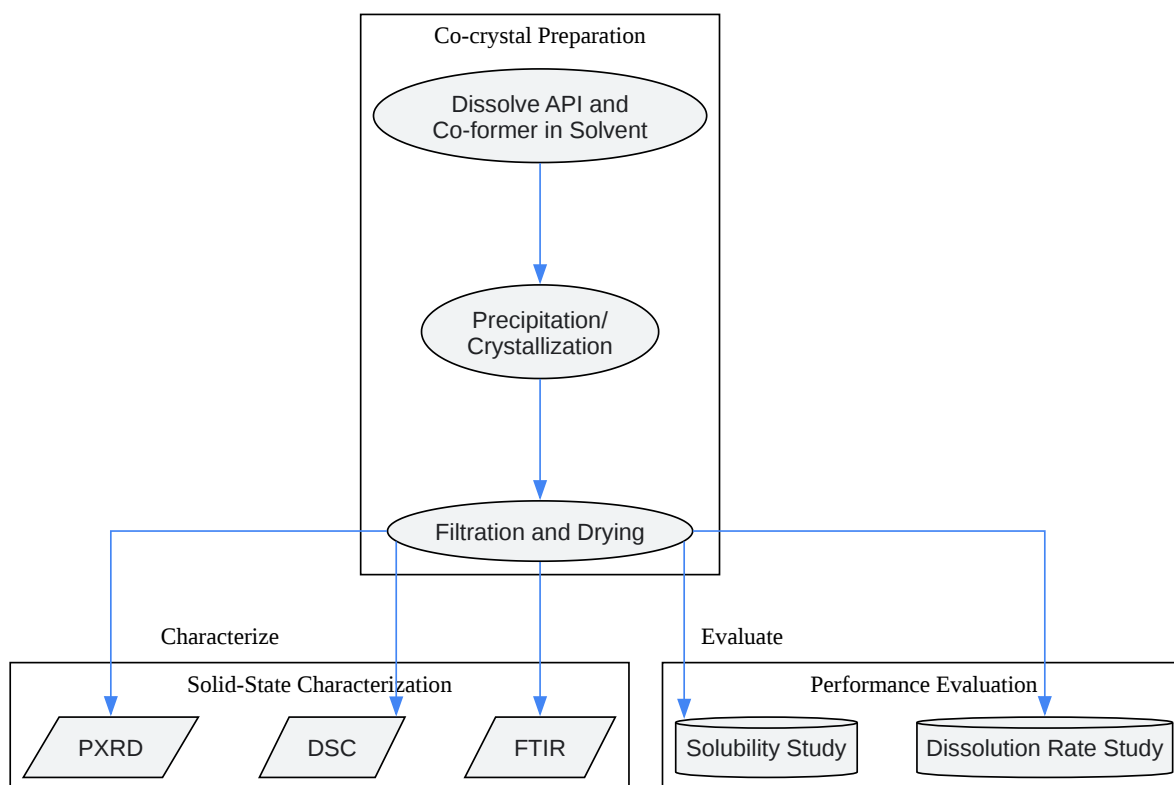 Co-crystal Preparation
Dissolve API and
Co-former in Solvent
Precipitation/
Crystallization
Filtration and Drying
Characterize
Evaluate
Solid-State Characterization
Performance Evaluation
PXRD
DSC
FTIR
Solubility Study
Dissolution Rate Study